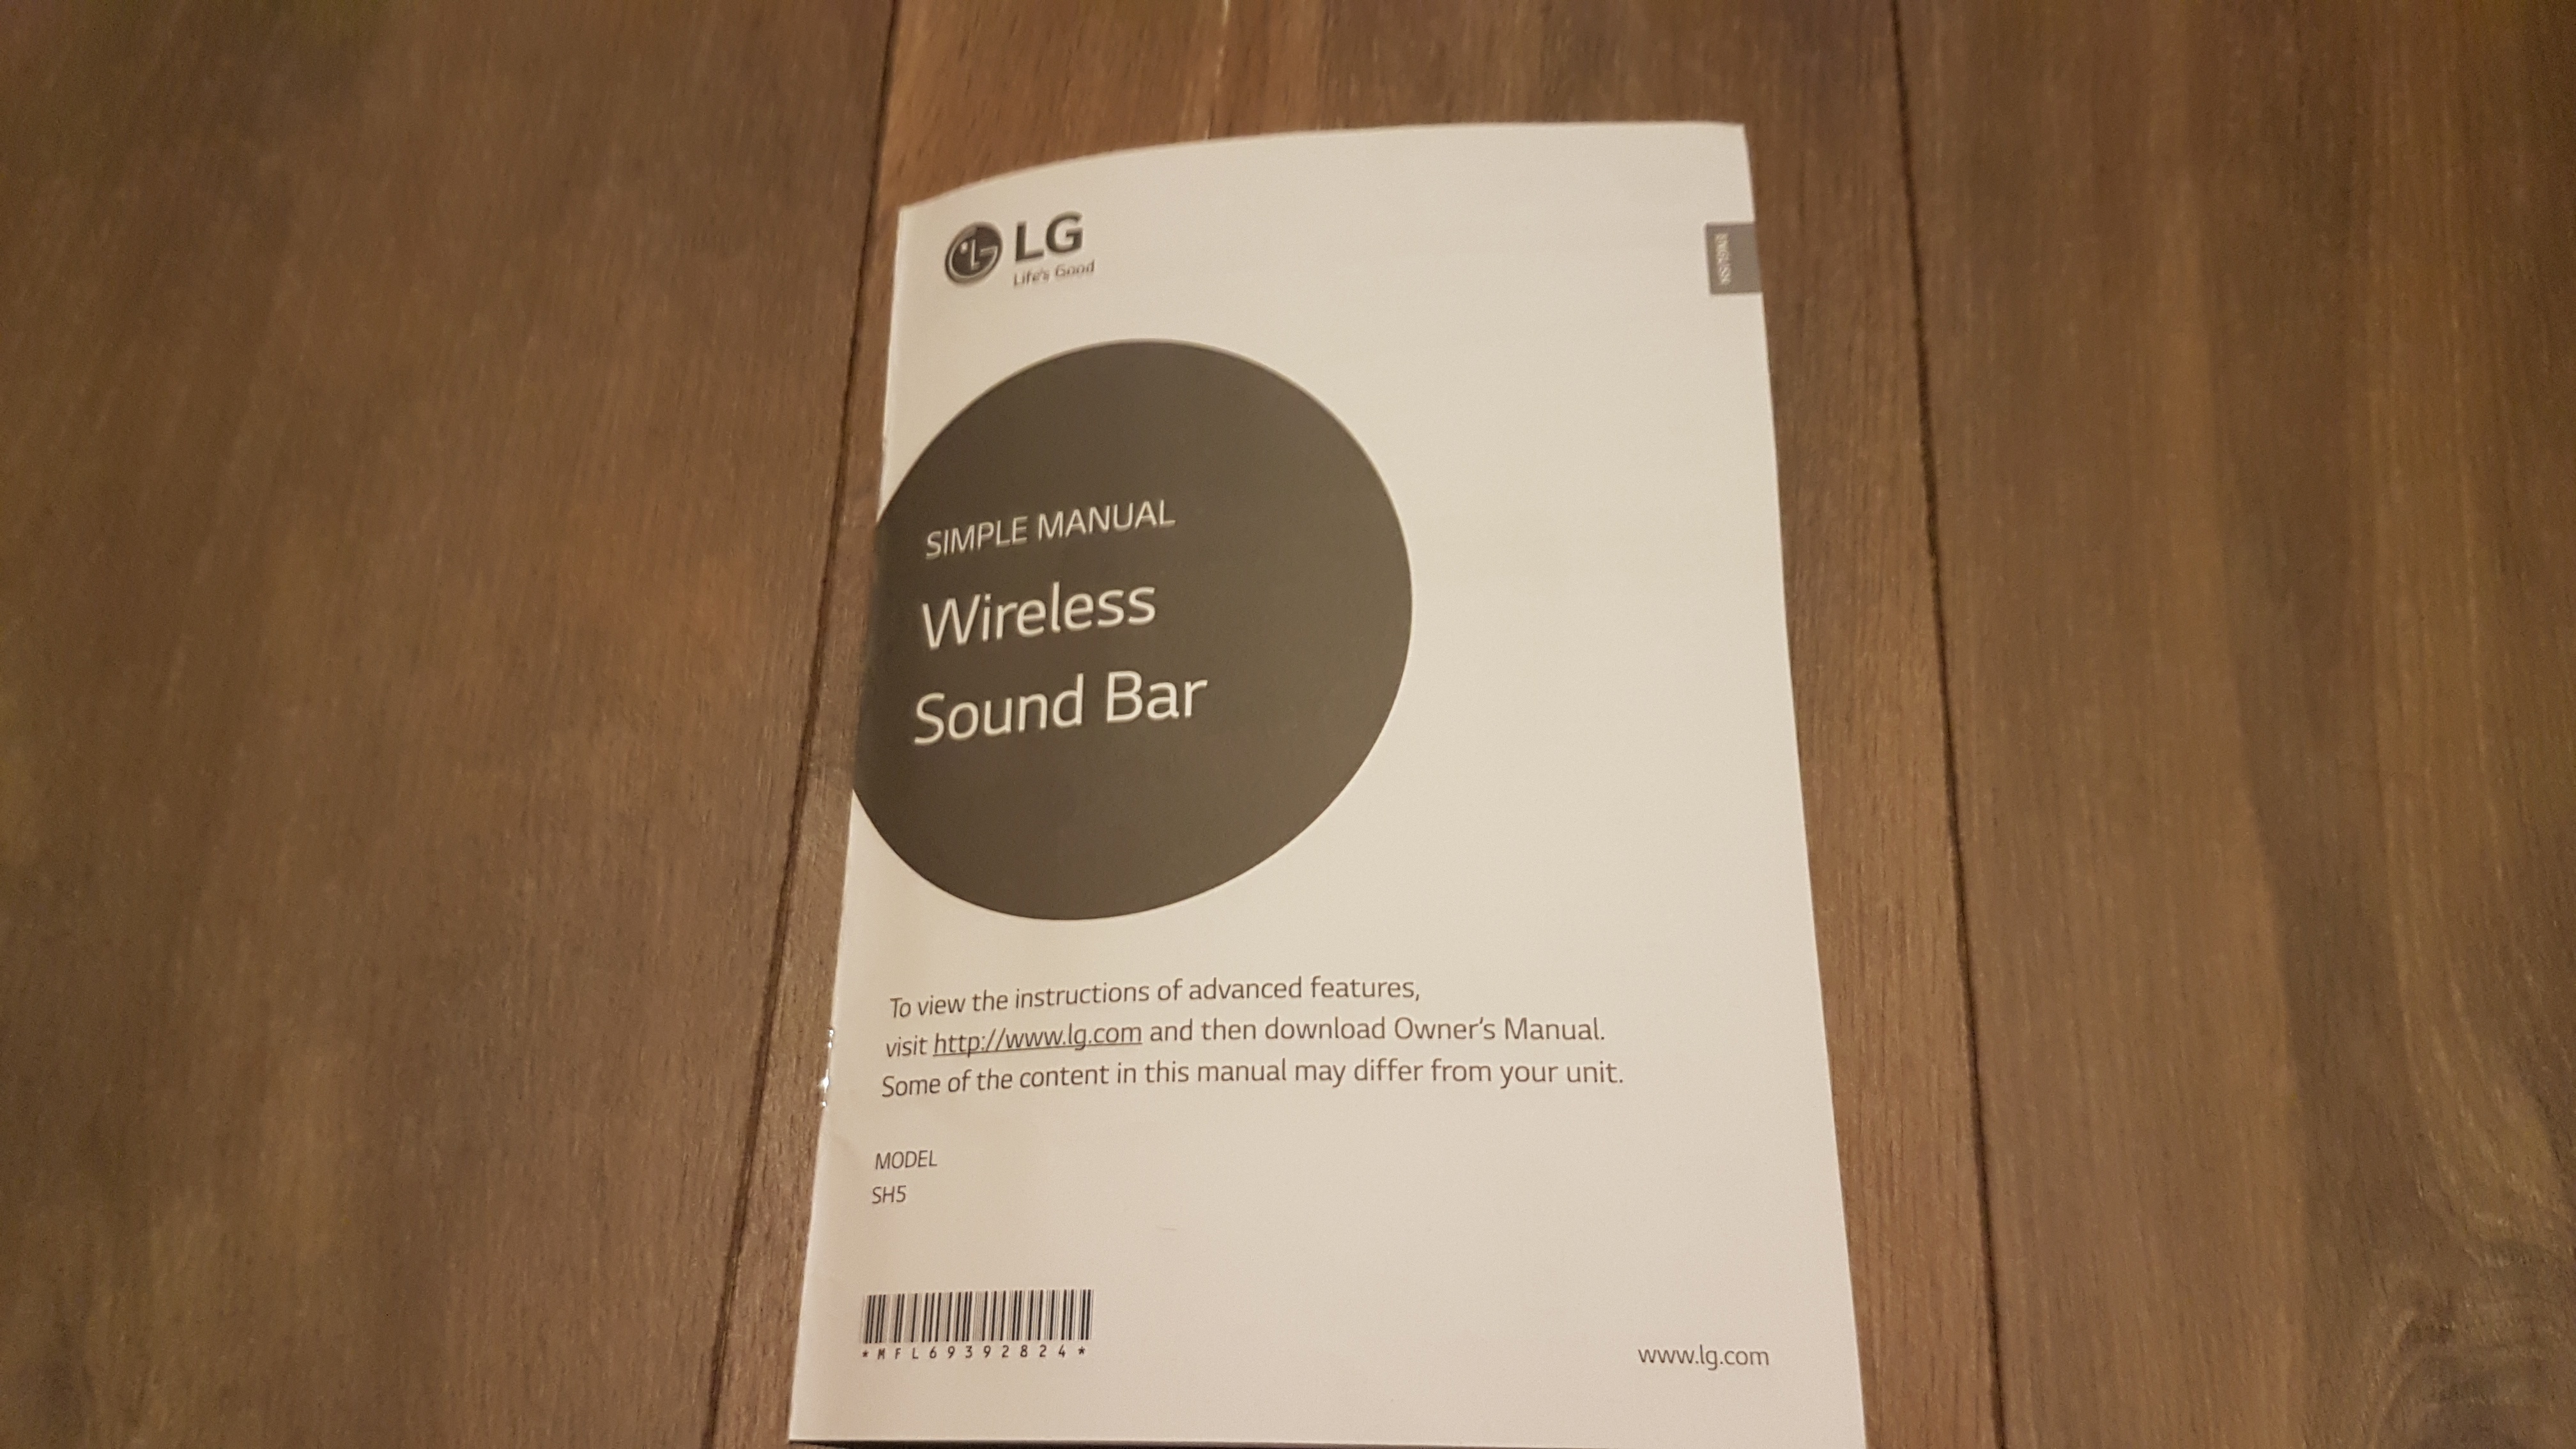 LG
Life's Good
ENGLISH
SIMPLE MANUAL
Wireless
Sound Bar
To view the instructions of advanced features,
visit http://www.lg.com and then download Owner's Manual.
Some of the content in this manual may differ from your unit.
MODEL
SH5
*MFL69392824*
www.lg.com